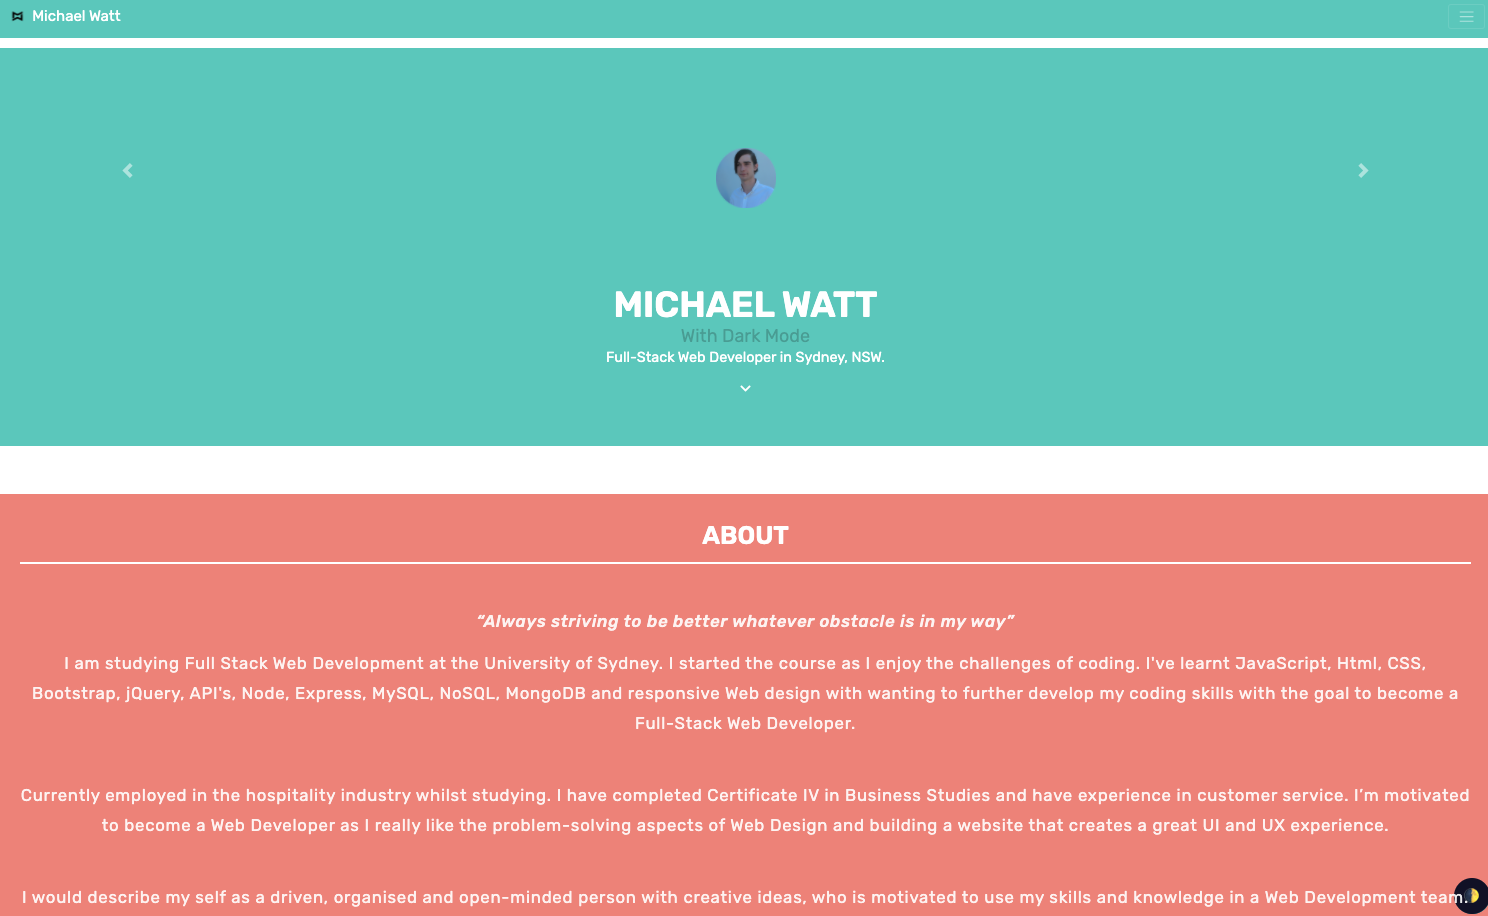 Michael Watt
MICHAEL WATT
With Dark Mode
Full-Stack Web Developer in Sydney, NSW.
ABOUT
“Always striving to be better whatever obstacle is in my way”
I am studying Full Stack Web Development at the University of Sydney. I started the course as I enjoy the challenges of coding. I've learnt JavaScript, Html, CSS,
Bootstrap, jQuery, API's, Node, Express, MySQL, NoSQL, MongoDB and responsive Web design with wanting to further develop my coding skills with the goal to become a
Full-Stack Web Developer.
Currently employed in the hospitality industry whilst studying. I have completed Certificate IV in Business Studies and have experience in customer service. I’m motivated
to become a Web Developer as I really like the problem-solving aspects of Web Design and building a website that creates a great UI and UX experience.
I would describe my self as a driven, organised and open-minded person with creative ideas, who is motivated to use my skills and knowledge in a Web Development team.